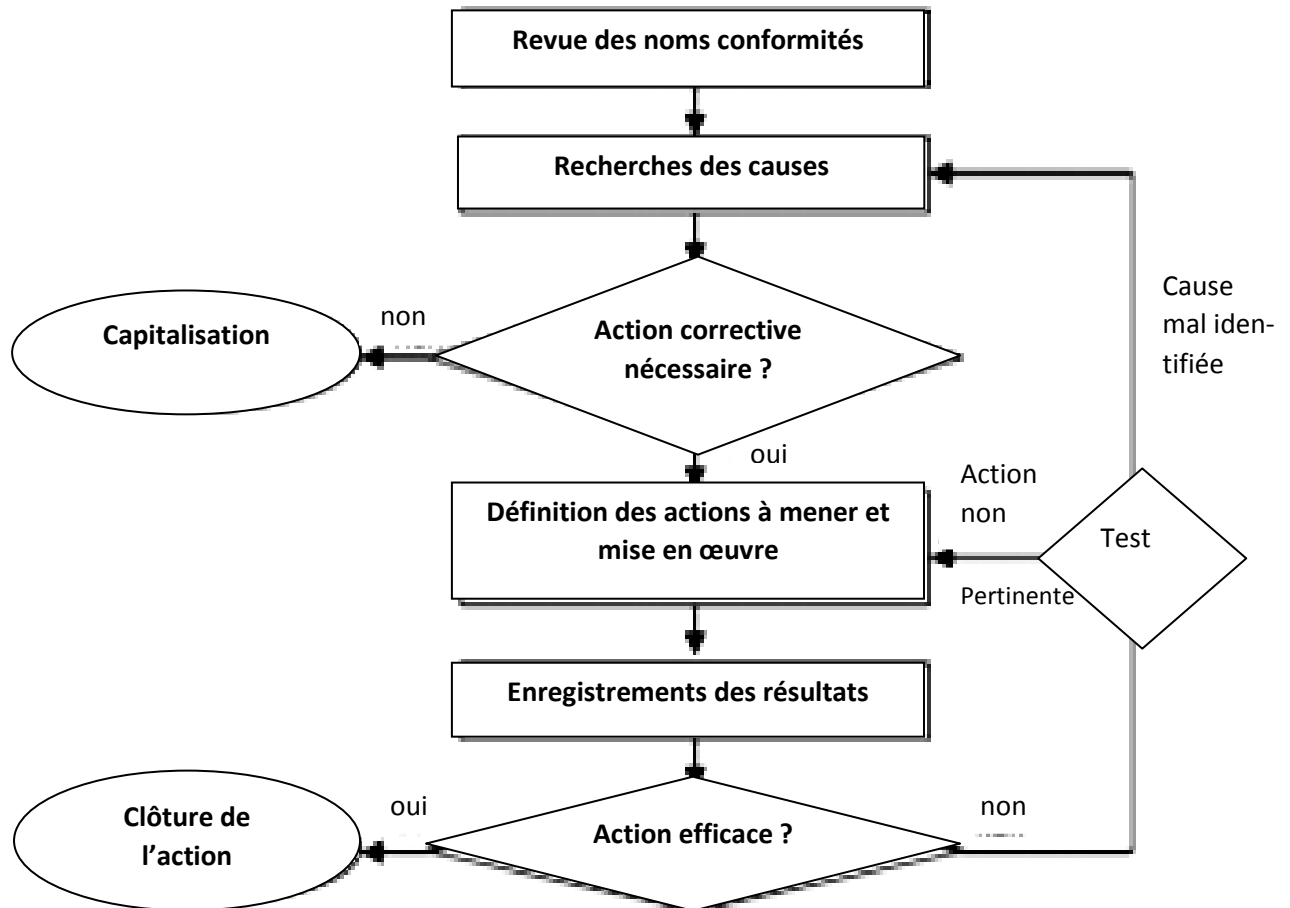 Revue des noms conformités
Recherches des causes
Capitalisation
non
Action corrective
nécessaire ?
Cause
mal iden-
tifiée
oui
Définition des actions à mener et
mise en œuvre
Action
non
Pertinente
Test
Enregistrements des résultats
Clôture de
l’action
oui
Action efficace ?
non